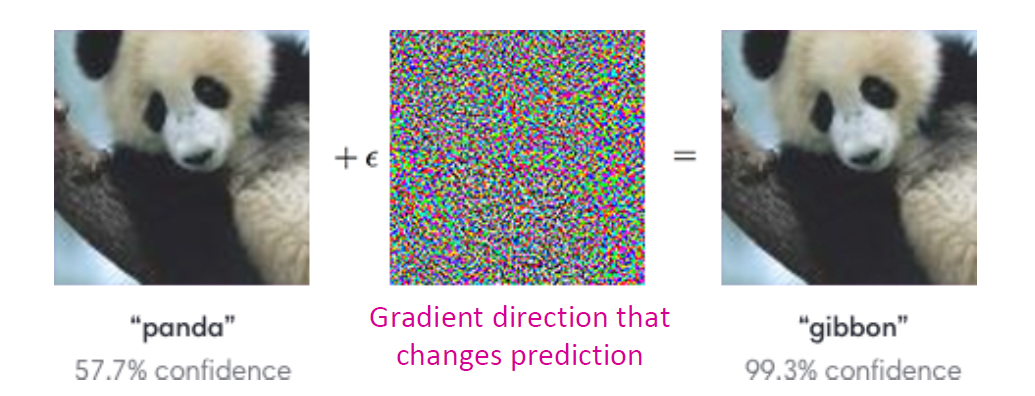 + ϵ
=
“panda”
57.7% confidence
Gradient direction that
changes prediction
“gibbon”
99.3% confidence